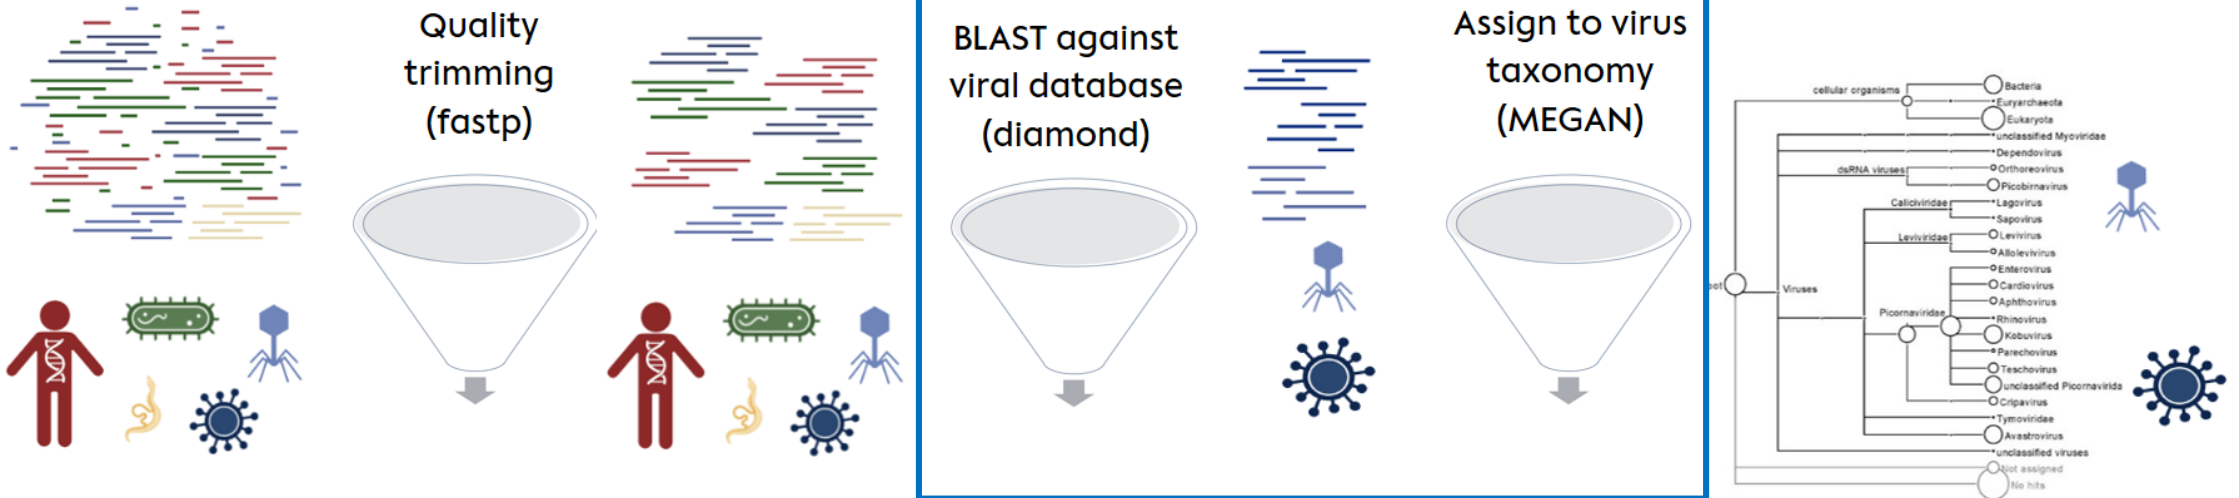 Quality
trimming
(fastp)
BLAST against
viral database
(diamond)
Assign to virus
taxonomy
(MEGAN)
cellular organisms
Bacteria
Euryarchaeota
Eukaryota
unclassified Myoviridae
Dependovirus
dsRNA viruses
Orthoreovirus
Picobirnavirus
Caliciviridae
Lagovirus
Sapovirus
Leviviridae
Levivirus
Allolevivirus
Viruses
Picornaviridae
Enterovirus
Cardiovirus
Aphthovirus
Rhinovirus
Kobuvirus
Parechovirus
Teschovirus
unclassified Picornavirida
Cripavirus
Tymoviridae
Avastrovirus
unclassified viruses
Not assigned
No hits